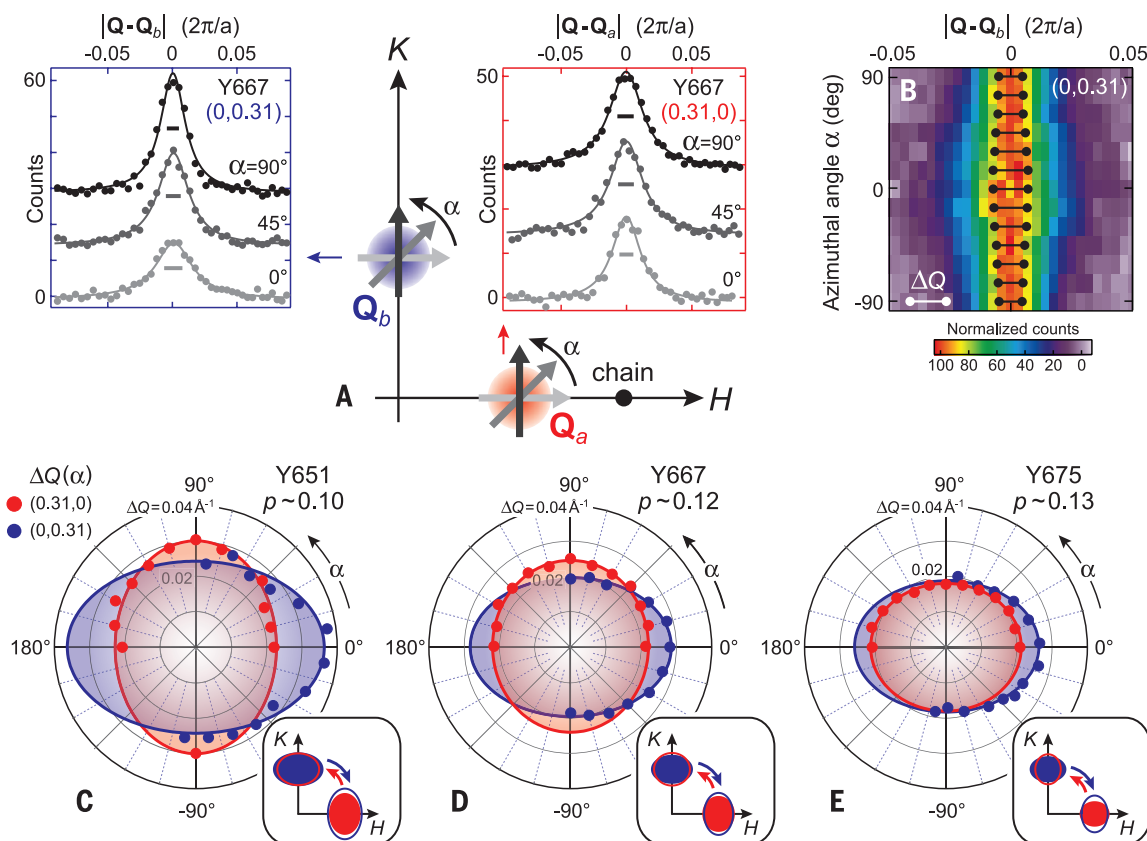 |Q-Q_b| (2π/a)
-0.05 0 0.05
60
0
Counts
Y667
(0,0.31)
α=90°
45°
0°
K
α
Q_b
|Q-Q_a| (2π/a)
-0.05 0 0.05
50
0
Counts
Y667
(0.31,0)
α=90°
45°
0°
α
chain
Q_a
H
A
|Q-Q_b| (2π/a)
-0.05 0 0.05
B
(0,0.31)
90
0
-90
Azimuthal angle α (deg)
ΔQ
Normalized counts
100 80 60 40 20 0
ΔQ(α)
(0.31,0)
(0,0.31)
90°
ΔQ=0.04Å⁻¹
Y651
p ~0.10
0.02
α
180°
0°
-90°
C
K
H
90°
ΔQ=0.04Å⁻¹
Y667
p ~0.12
0.02
α
180°
0°
-90°
D
K
H
90°
ΔQ=0.04Å⁻¹
Y675
p ~0.13
0.02
α
180°
0°
-90°
E
K
H